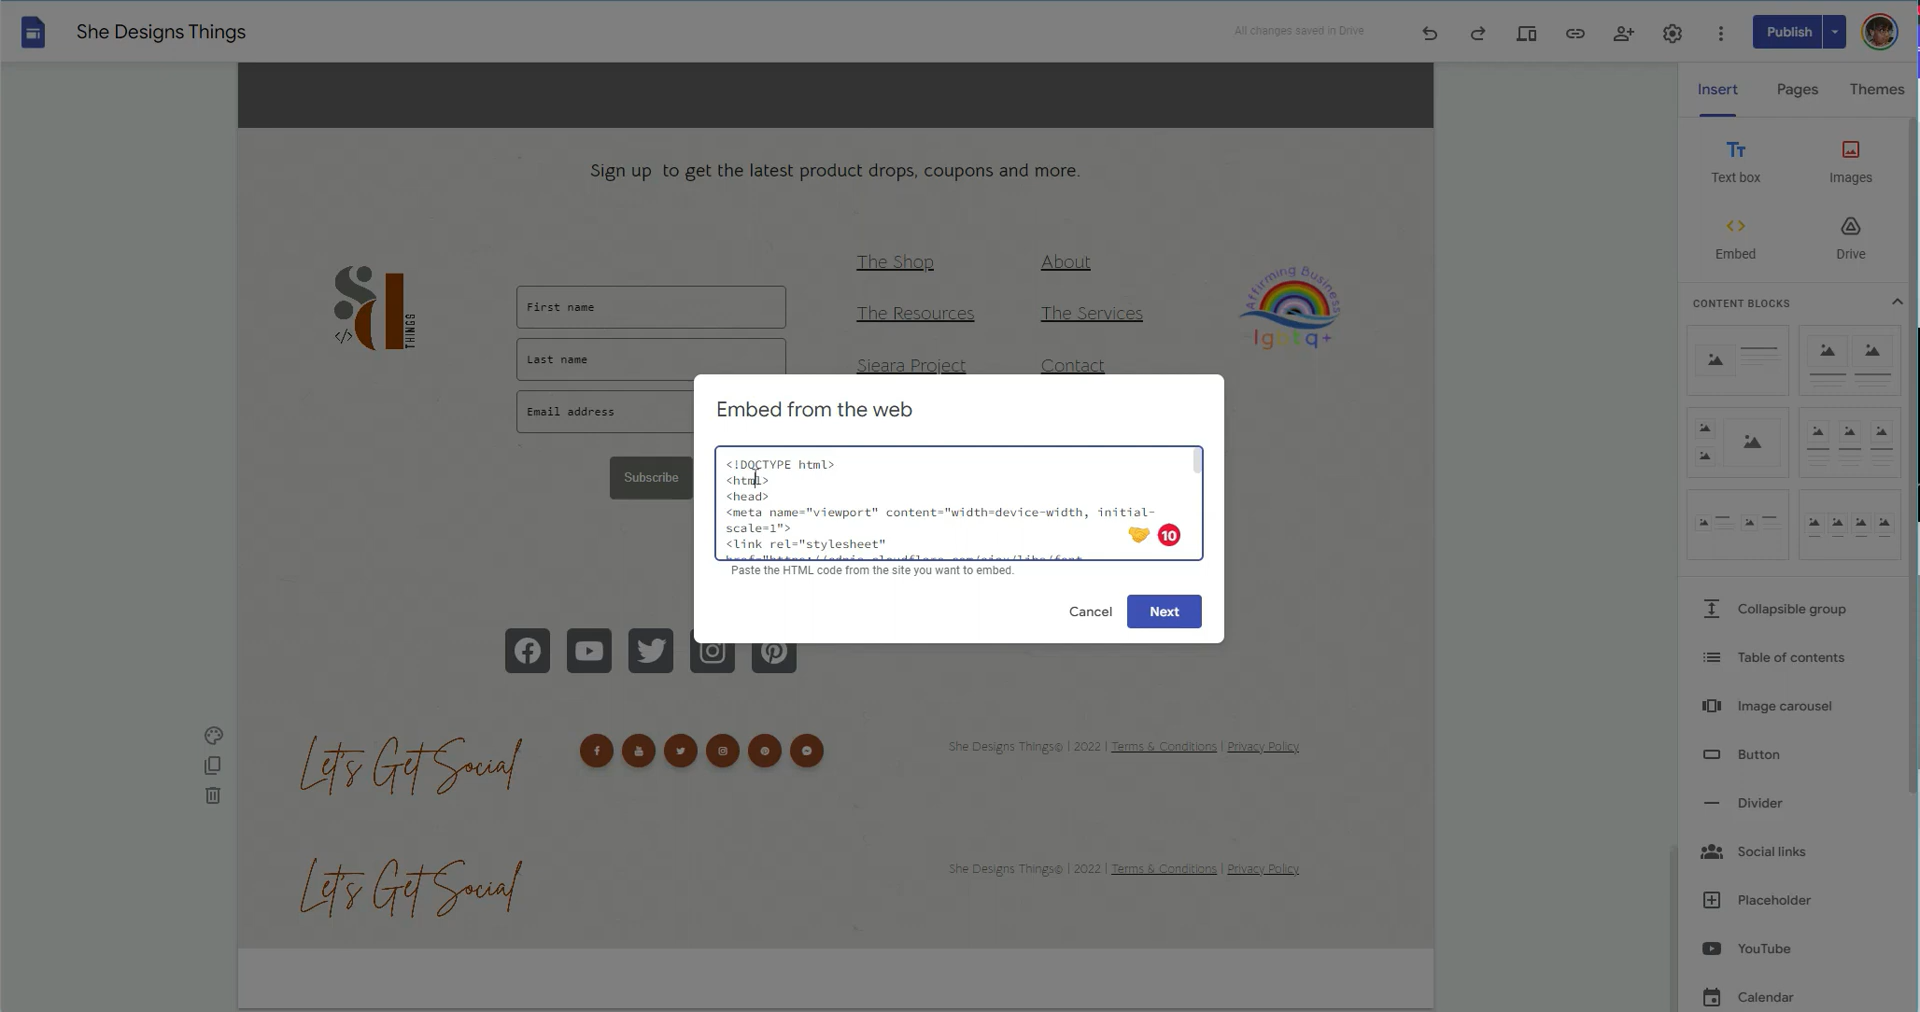 She Designs Things
All changes saved in Drive
Publish
Insert
Pages
Themes
Sign up to get the latest product drops, coupons and more.
Text box
Images
Embed
Drive
CONTENT BLOCKS
THINGS
</>
First name
Last name
Email address
Subscribe
The Shop
About
The Resources
The Services
Sieara Project
Contact
Affirming Business
lgbtq+
Embed from the web
<!DOCTYPE html>
<html>
<head>
<meta name="viewport" content="width=device-width, initial-
scale=1">
<link rel="stylesheet"
10
Paste the HTML code from the site you want to embed.
Cancel
Next
Collapsible group
Table of contents
Image carousel
Button
Divider
Social links
Placeholder
YouTube
Calendar
Let's Get Social
She Designs Things© | 2022 | Terms & Conditions | Privacy Policy
Let's Get Social
She Designs Things© | 2022 | Terms & Conditions | Privacy Policy